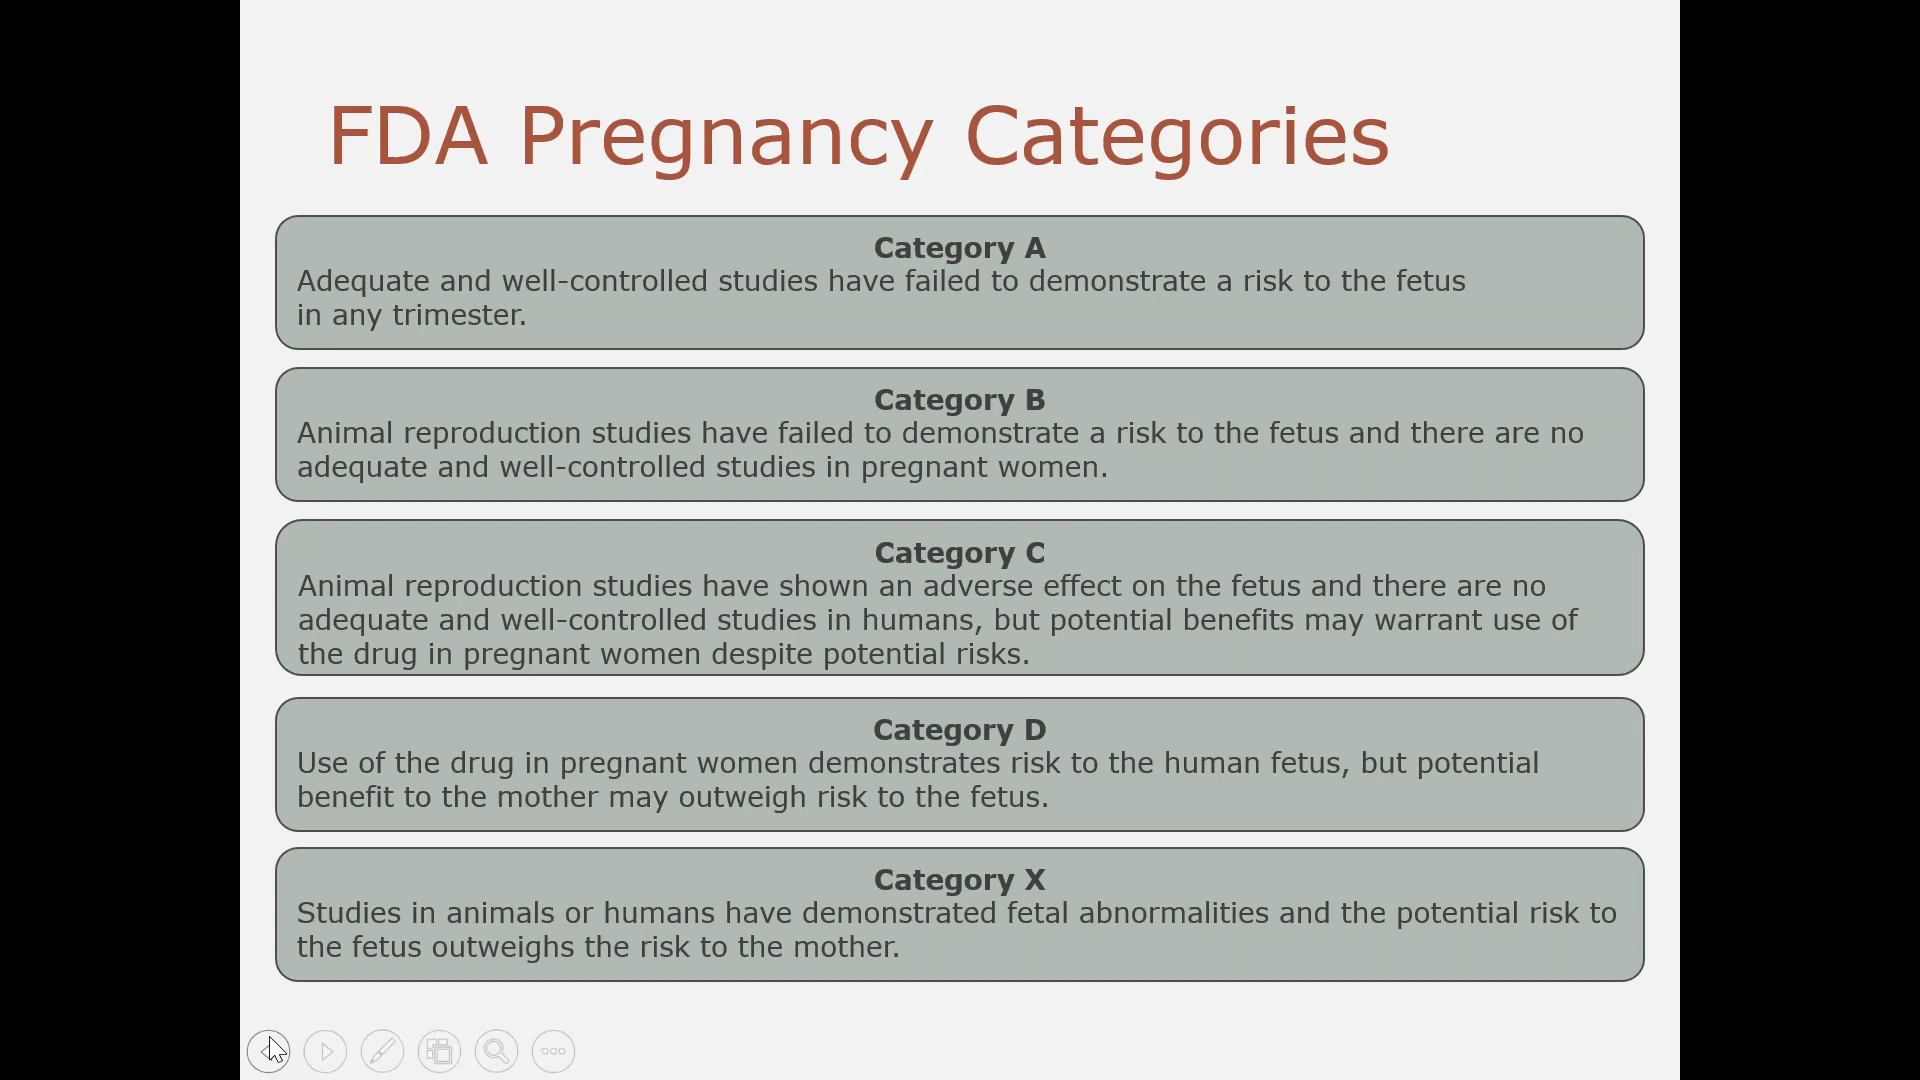 FDA Pregnancy Categories
Category A
Adequate and well-controlled studies have failed to demonstrate a risk to the fetus
in any trimester.
Category B
Animal reproduction studies have failed to demonstrate a risk to the fetus and there are no
adequate and well-controlled studies in pregnant women.
Category C
Animal reproduction studies have shown an adverse effect on the fetus and there are no
adequate and well-controlled studies in humans, but potential benefits may warrant use of
the drug in pregnant women despite potential risks.
Category D
Use of the drug in pregnant women demonstrates risk to the human fetus, but potential
benefit to the mother may outweigh risk to the fetus.
Category X
Studies in animals or humans have demonstrated fetal abnormalities and the potential risk to
the fetus outweighs the risk to the mother.